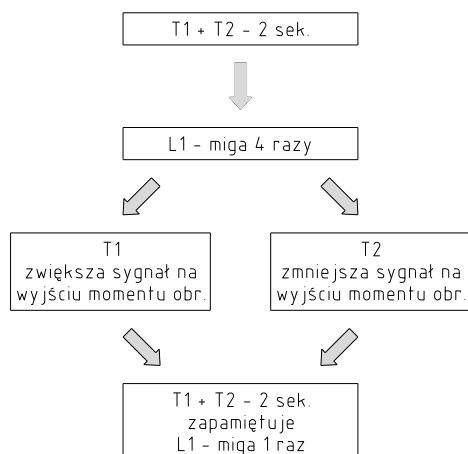 T1 + T2 - 2 sek.
L1 - miga 4 razy
T1
zwiększa sygnał na
wyjściu momentu obr.
T2
zmniejsza sygnał na
wyjściu momentu obr.
T1 + T2 - 2 sek.
zapamiętuje
L1 - miga 1 raz